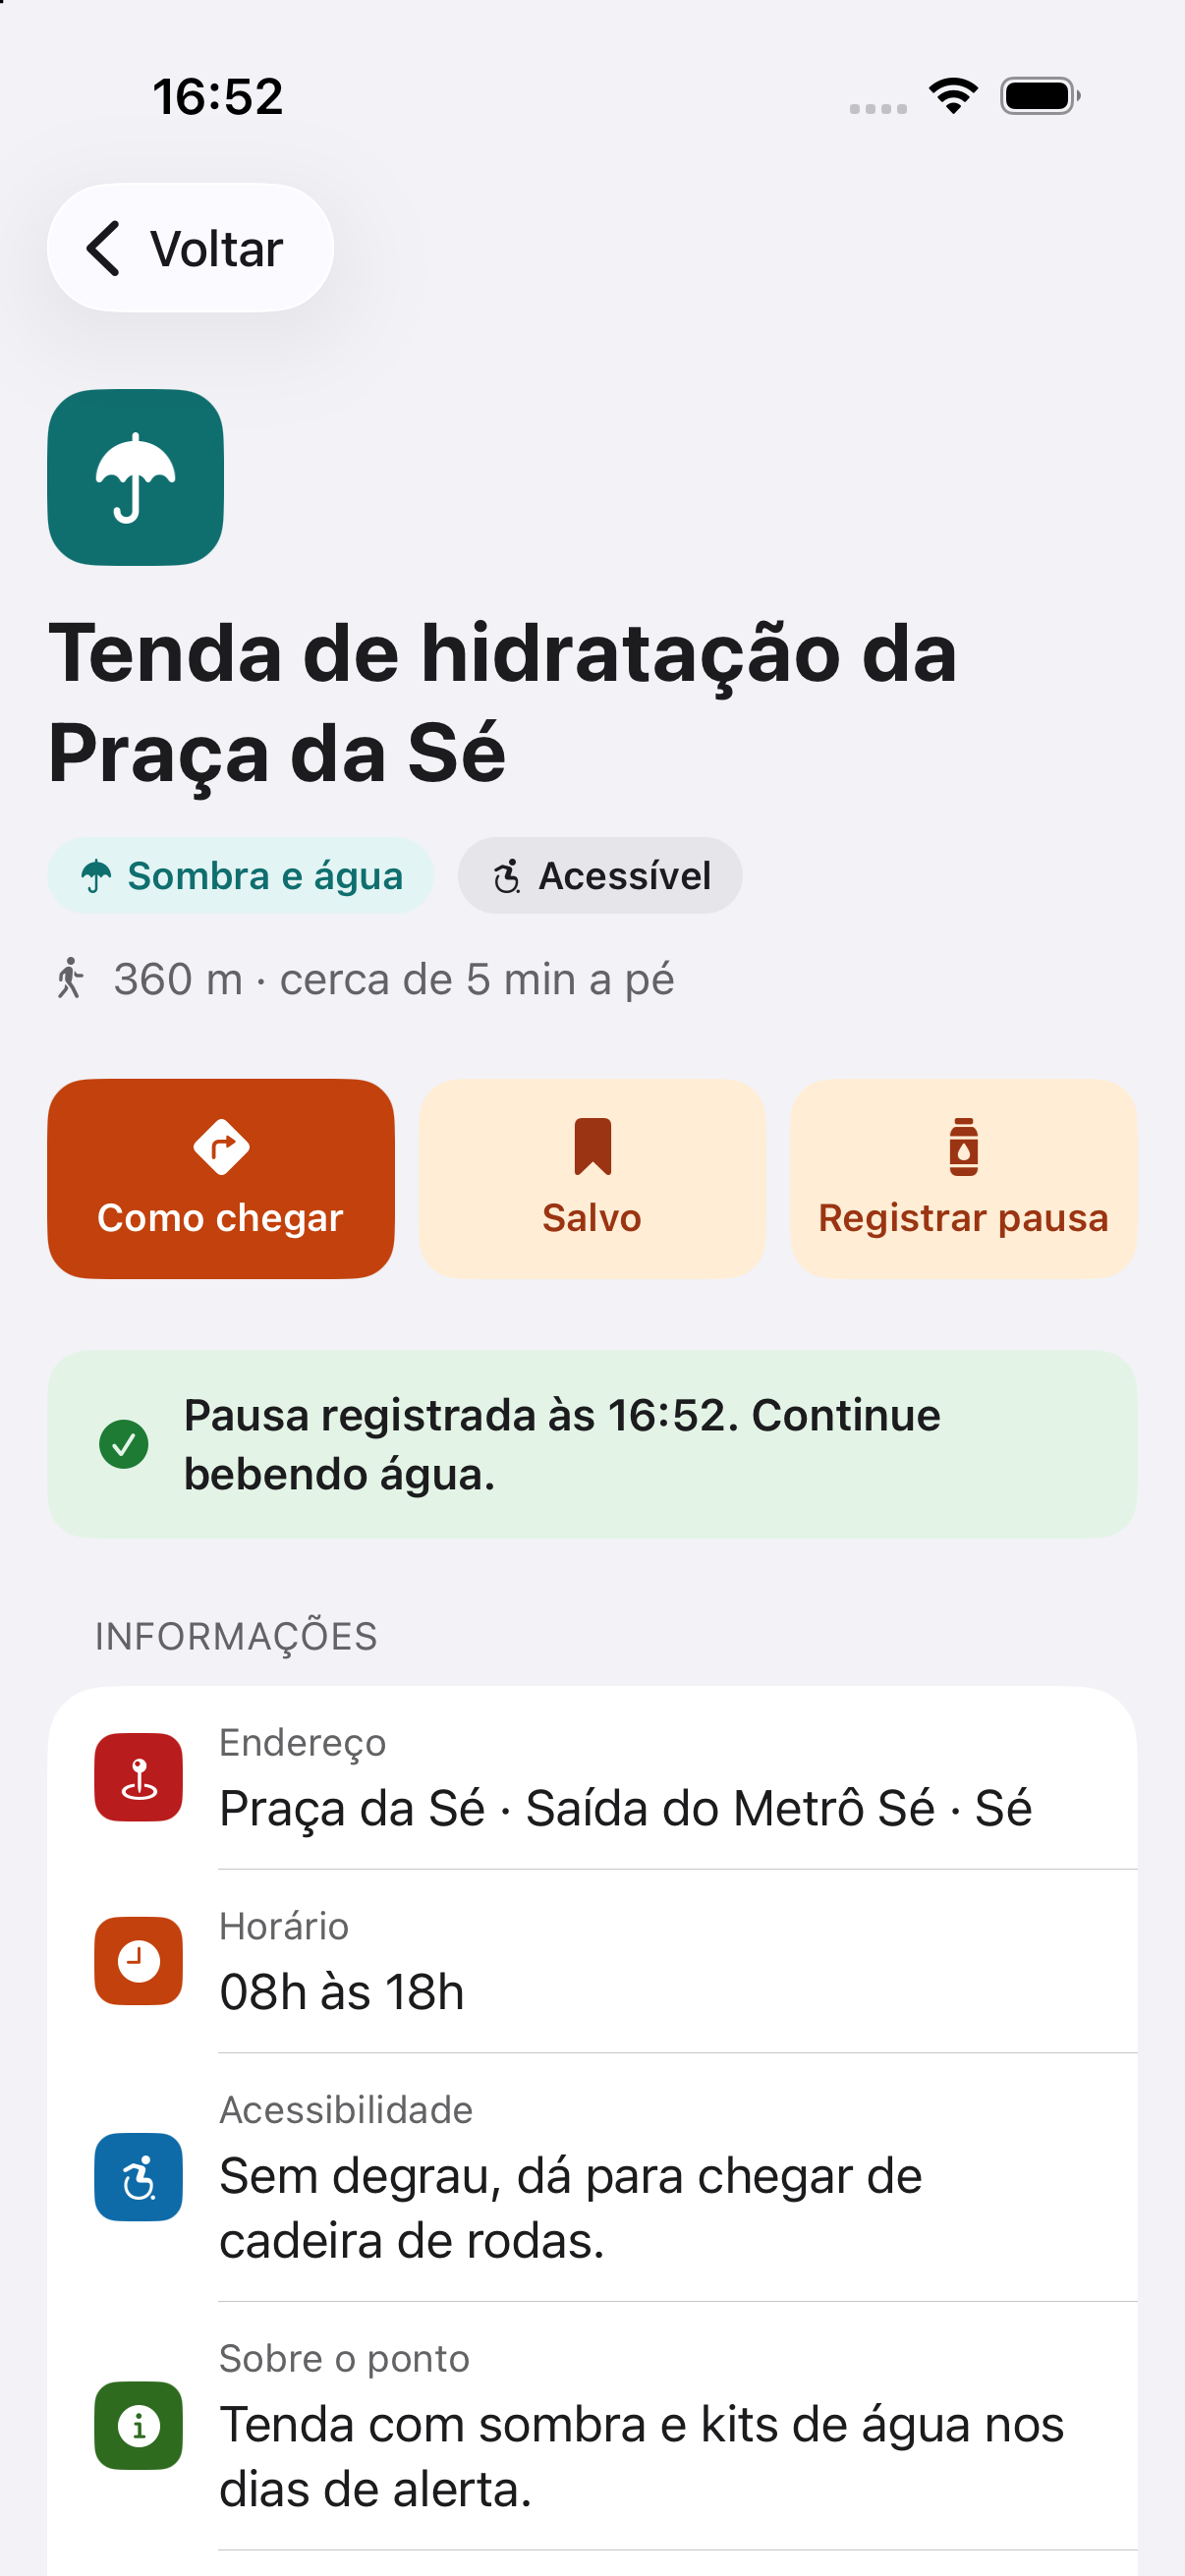 16:52
Voltar
Tenda de hidratação da
Praça da Sé
Sombra e água
Acessível
360 m · cerca de 5 min a pé
Como chegar
Salvo
Registrar pausa
Pausa registrada às 16:52. Continue
bebendo água.
INFORMAÇÕES
Endereço
Praça da Sé · Saída do Metrô Sé · Sé
Horário
08h às 18h
Acessibilidade
Sem degrau, dá para chegar de
cadeira de rodas.
Sobre o ponto
Tenda com sombra e kits de água nos
dias de alerta.